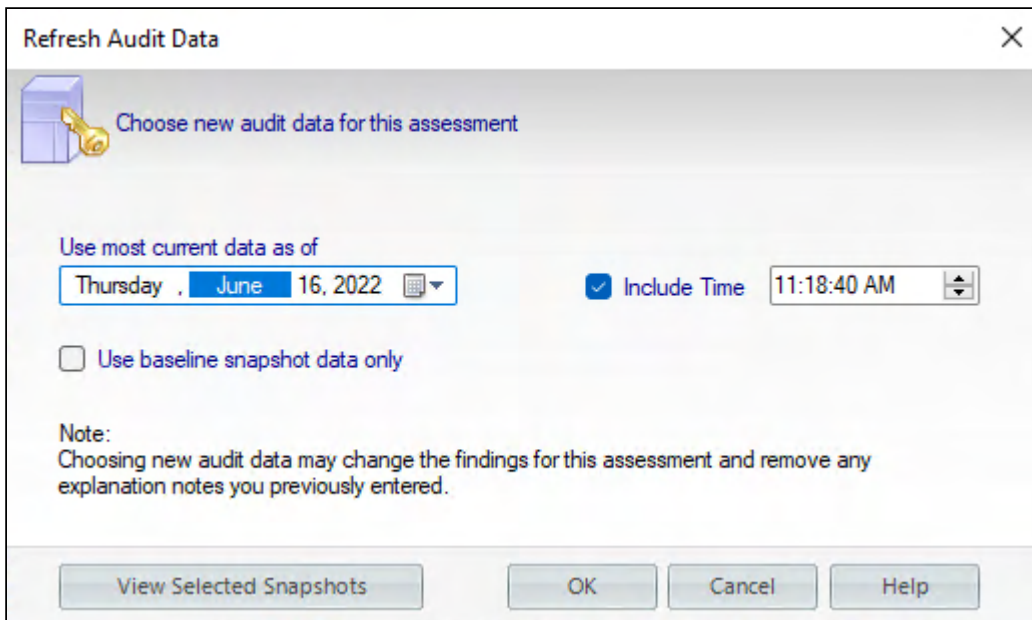 Refresh Audit Data
Choose new audit data for this assessment
Use most current data as of
Thursday , June 16, 2022
Include Time 11:18:40 AM
Use baseline snapshot data only
Note:
Choosing new audit data may change the findings for this assessment and remove any
explanation notes you previously entered.
View Selected Snapshots OK Cancel Help